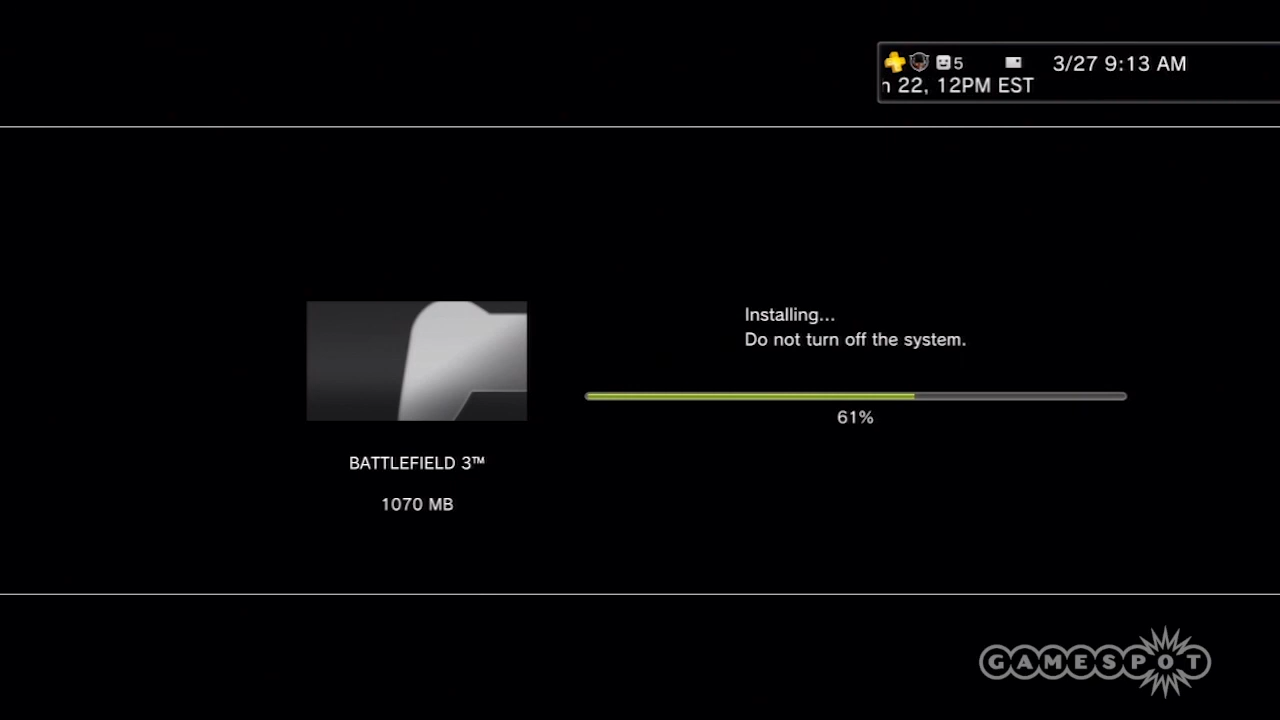 5 3/27 9:13 AM
22, 12PM EST
Installing...
Do not turn off the system.
61%
BATTLEFIELD 3™
1070 MB
GAMESPOT